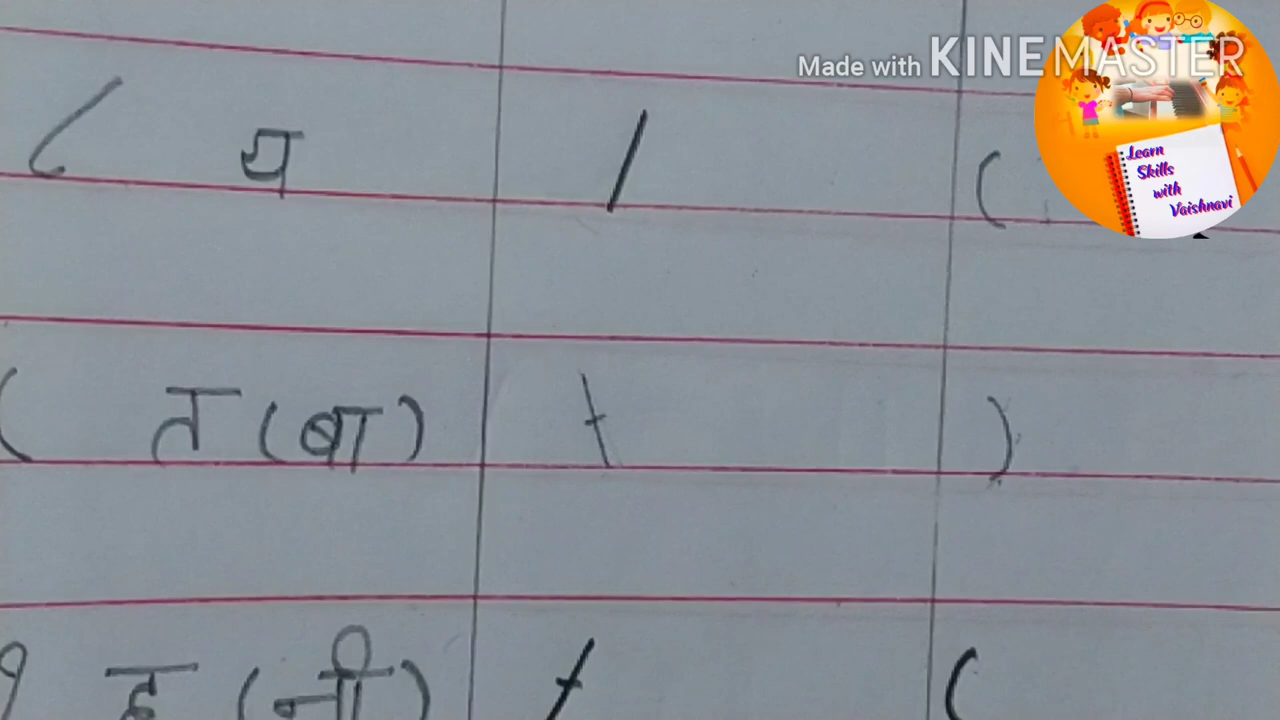 Made with KINEMASTER
Learn
Skills
with
Vaishnavi
य
त (बा)
ह (नी)